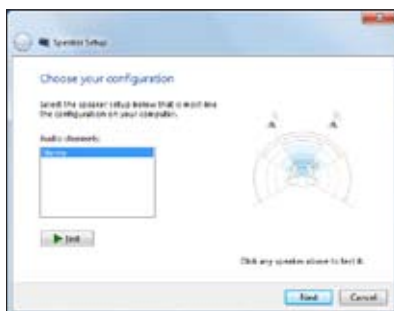 Speaker Setup
Choose your configuration
Select the speaker setup below that is most like
the configuration on your computer.
Audio channels:
Stereo
Test
Click any speaker above to test it.
Next
Cancel